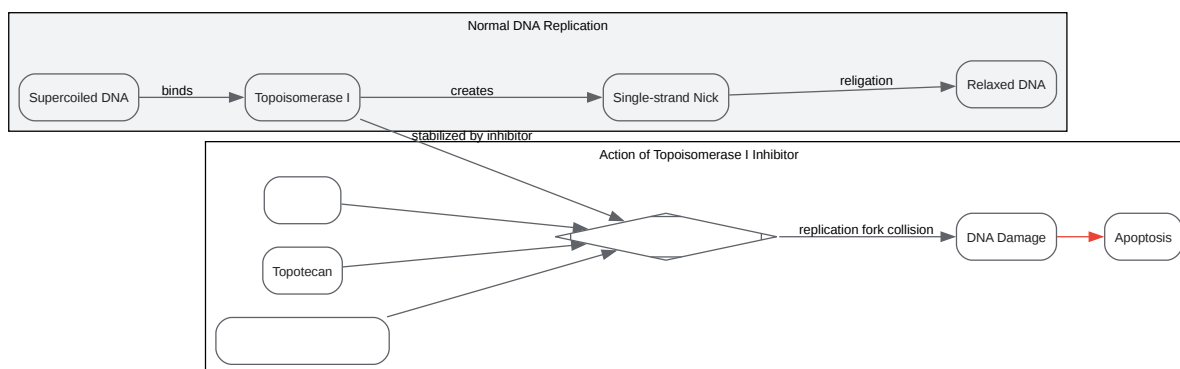 Normal DNA Replication
Supercoiled DNA
binds
Topoisomerase I
creates
Single-strand Nick
religation
Relaxed DNA
stabilized by inhibitor
Action of Topoisomerase I Inhibitor
Topotecan
replication fork collision
DNA Damage
Apoptosis